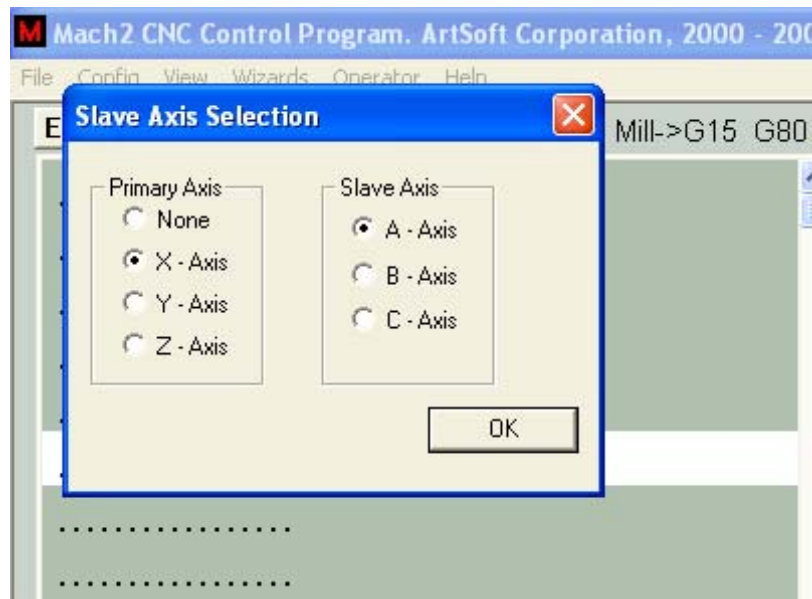 M Mach2 CNC Control Program. ArtSoft Corporation, 2000 - 200
File Config View Wizards Operator Help
Slave Axis Selection
E
Mill->G15 G80
Primary Axis
None
X - Axis
Y - Axis
Z - Axis
Slave Axis
A - Axis
B - Axis
C - Axis
OK
.................
.................